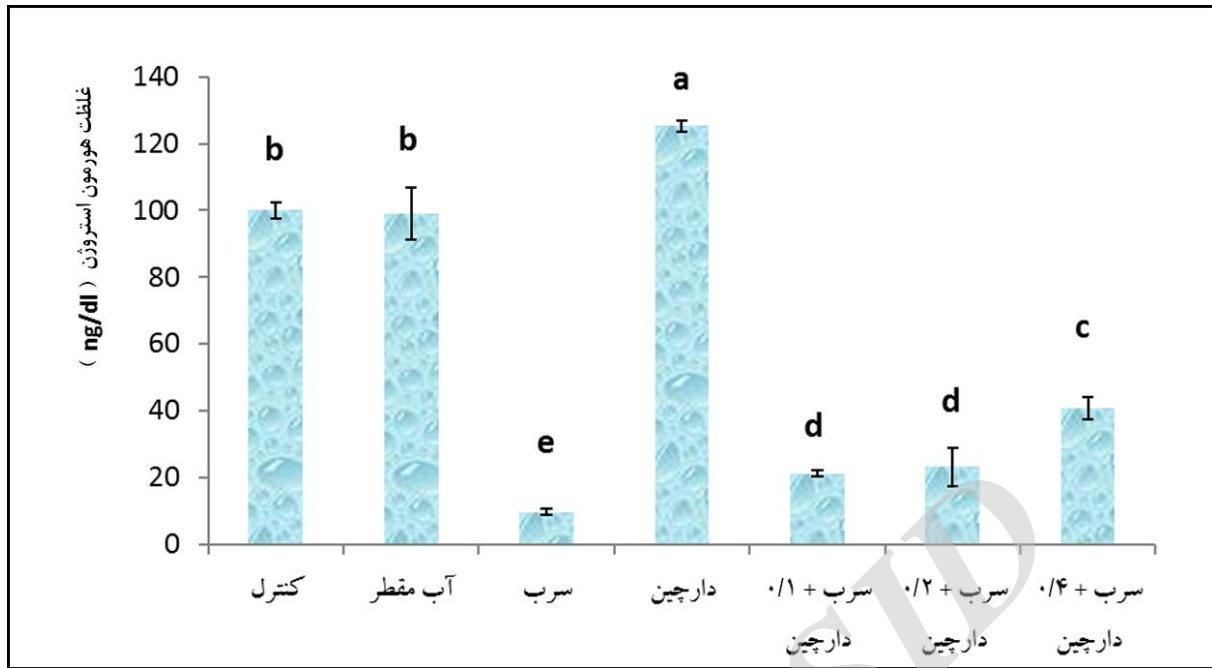 غلظت هورمون استروژن ( ng/dl )
140
120
100
80
60
40
20
0
b
b
e
a
d
d
c
کنترل
آب مقطر
سرب
دارچین
سرب + ۰/۱
دارچین
سرب + ۰/۲
دارچین
سرب + ۰/۴
دارچین
SID